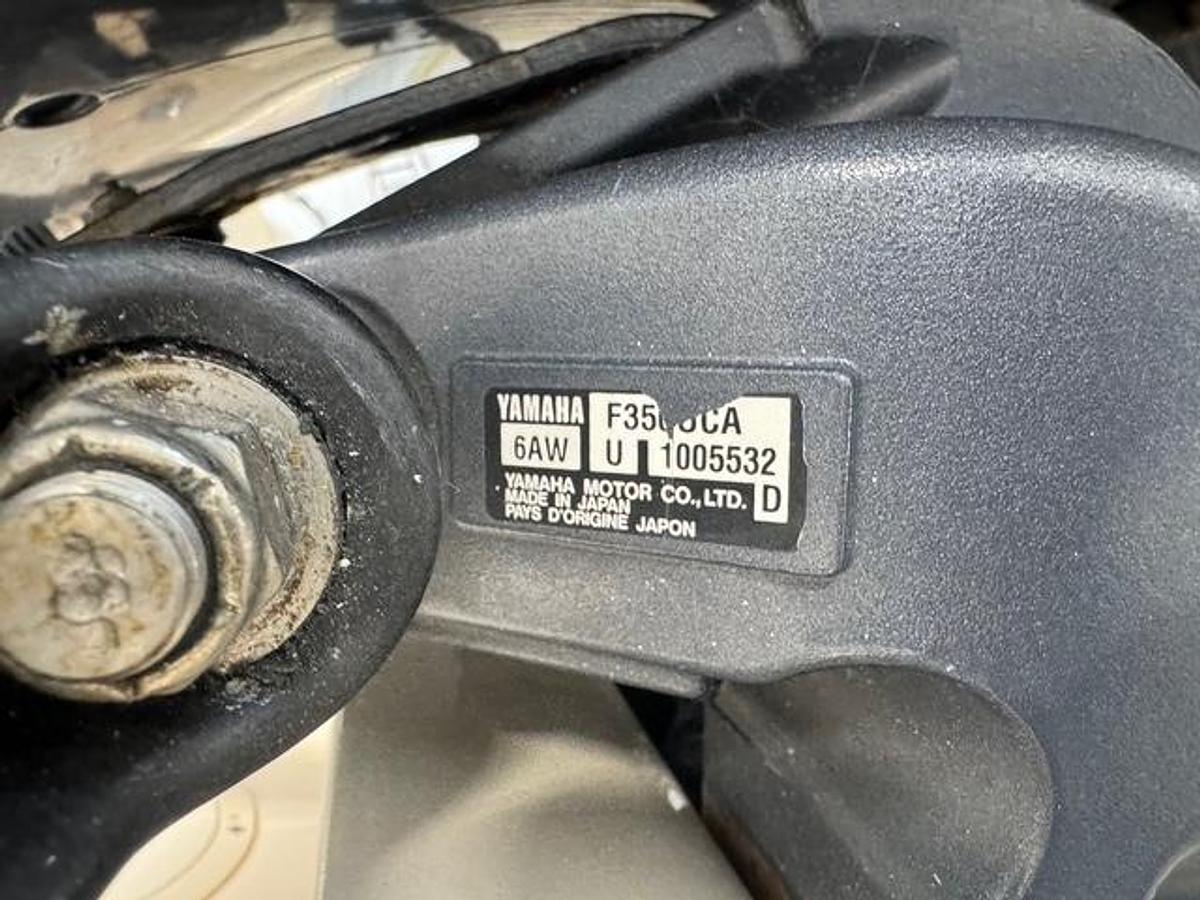 YAMAHA
6AW U 1005532
YAMAHA MOTOR CO.,LTD. D
MADE IN JAPAN
PAYS D'ORIGINE JAPON